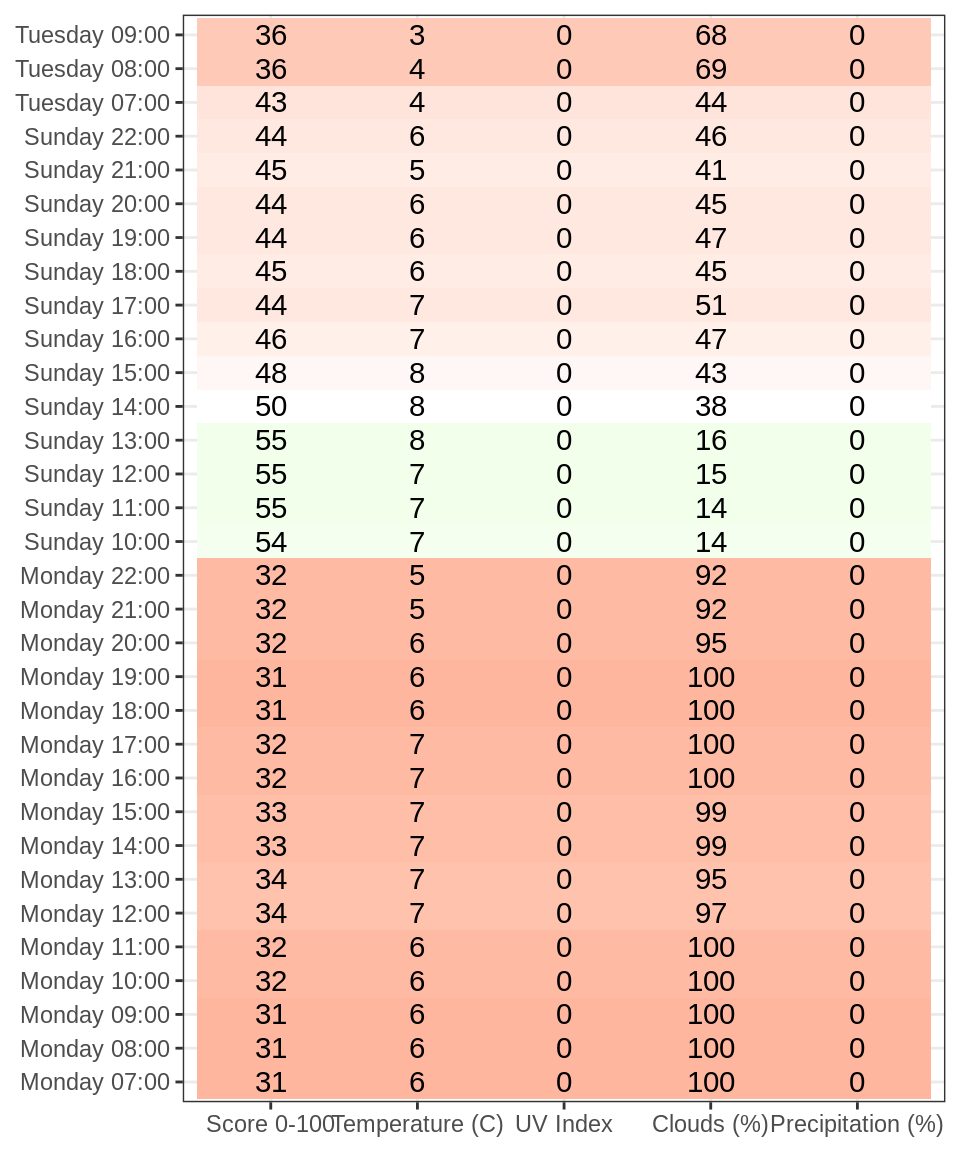 Tuesday 09:00 36 3 0 68 0
Tuesday 08:00 36 4 0 69 0
Tuesday 07:00 43 4 0 44 0
Sunday 22:00 44 6 0 46 0
Sunday 21:00 45 5 0 41 0
Sunday 20:00 44 6 0 45 0
Sunday 19:00 44 6 0 47 0
Sunday 18:00 45 6 0 45 0
Sunday 17:00 44 7 0 51 0
Sunday 16:00 46 7 0 47 0
Sunday 15:00 48 8 0 43 0
Sunday 14:00 50 8 0 38 0
Sunday 13:00 55 8 0 16 0
Sunday 12:00 55 7 0 15 0
Sunday 11:00 55 7 0 14 0
Sunday 10:00 54 7 0 14 0
Monday 22:00 32 5 0 92 0
Monday 21:00 32 5 0 92 0
Monday 20:00 32 6 0 95 0
Monday 19:00 31 6 0 100 0
Monday 18:00 31 6 0 100 0
Monday 17:00 32 7 0 100 0
Monday 16:00 32 7 0 100 0
Monday 15:00 33 7 0 99 0
Monday 14:00 33 7 0 99 0
Monday 13:00 34 7 0 95 0
Monday 12:00 34 7 0 97 0
Monday 11:00 32 6 0 100 0
Monday 10:00 32 6 0 100 0
Monday 09:00 31 6 0 100 0
Monday 08:00 31 6 0 100 0
Monday 07:00 31 6 0 100 0
Score 0-100 Temperature (C) UV Index Clouds (%) Precipitation (%)